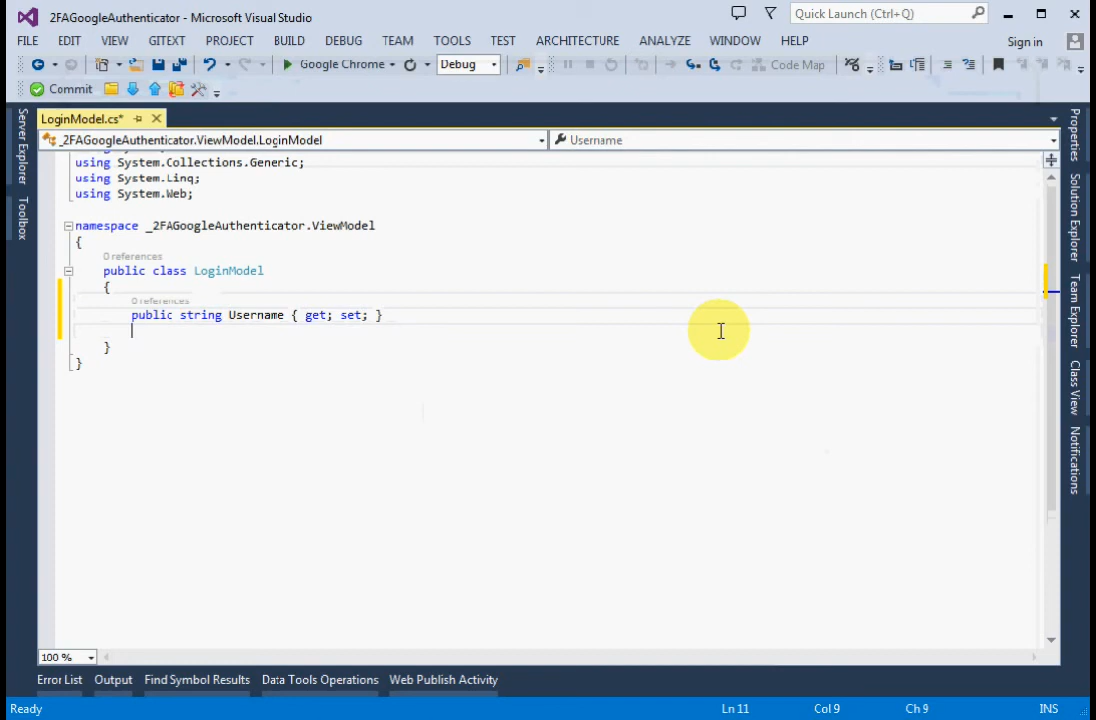 2FAGoogleAuthenticator - Microsoft Visual Studio
Quick Launch (Ctrl+Q)
FILE EDIT VIEW GITEXT PROJECT BUILD DEBUG TEAM TOOLS TEST ARCHITECTURE ANALYZE WINDOW HELP Sign in
Google Chrome Debug Code Map
Commit
LoginModel.cs*
_2FAGoogleAuthenticator.ViewModel.LoginModel Username
using System.Collections.Generic;
using System.Linq;
using System.Web;
namespace _2FAGoogleAuthenticator.ViewModel
{
0 references
public class LoginModel
{
0 references
public string Username { get; set; }
}
}
Server Explorer
Toolbox
Properties
Solution Explorer
Team Explorer
Class View
Notifications
100 %
Error List Output Find Symbol Results Data Tools Operations Web Publish Activity
Ready Ln 11 Col 9 Ch 9 INS